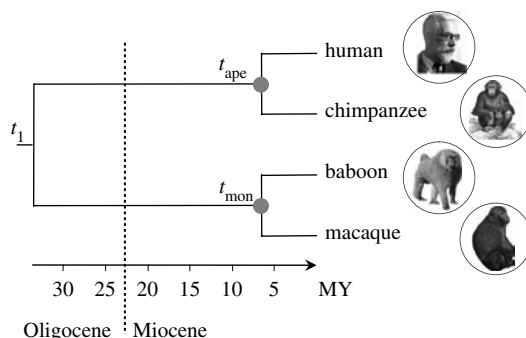 human
t_ape
chimpanzee
t_1
baboon
t_mon
macaque
30 25 20 15 10 5 MY
Oligocene Miocene